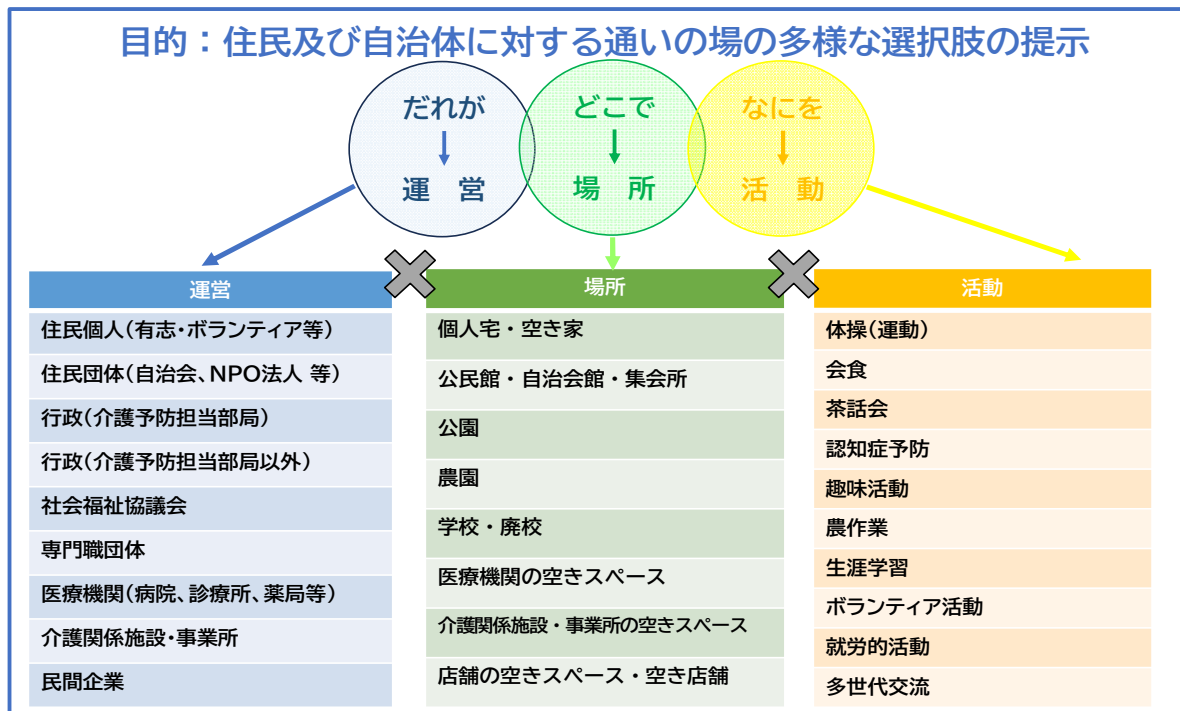 目的：住民及び自治体に対する通いの場の多様な選択肢の提示
だれが
運　営
どこで
場　所
なにを
活　動
運営
住民個人(有志・ボランティア等)
住民団体(自治会、NPO法人 等)
行政(介護予防担当部局)
行政(介護予防担当部局以外)
社会福祉協議会
専門職団体
医療機関(病院、診療所、薬局等)
介護関係施設・事業所
民間企業
場所
個人宅・空き家
公民館・自治会館・集会所
公園
農園
学校・廃校
医療機関の空きスペース
介護関係施設・事業所の空きスペース
店舗の空きスペース・空き店舗
活動
体操(運動)
会食
茶話会
認知症予防
趣味活動
農作業
生涯学習
ボランティア活動
就労的活動
多世代交流